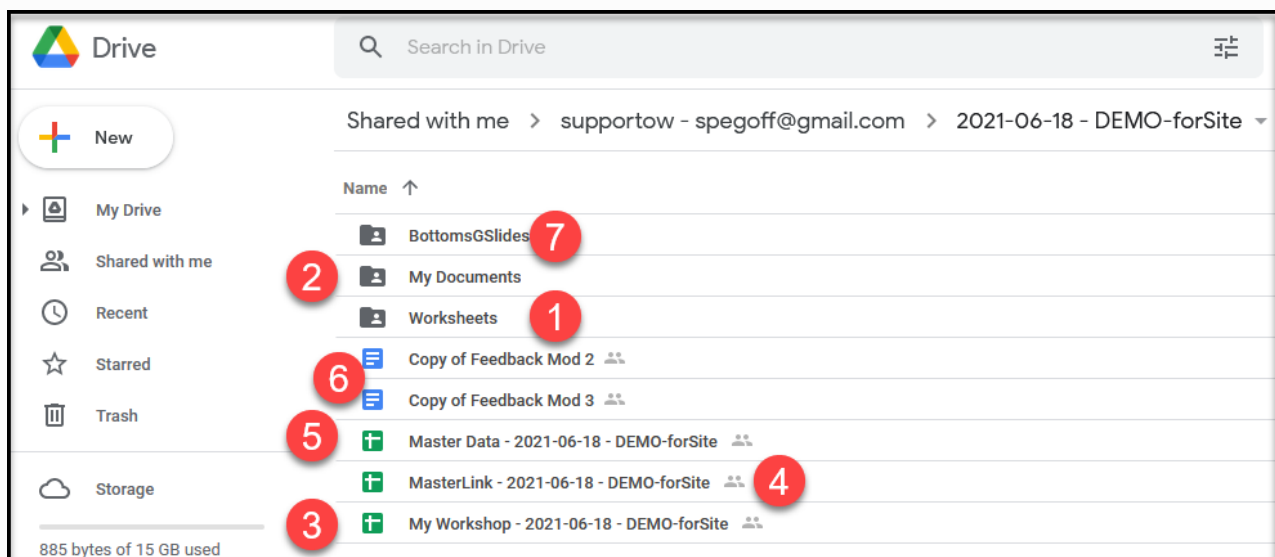 Drive
Search in Drive
New
Shared with me > supportow - spegoff@gmail.com > 2021-06-18 - DEMO-forSite
Name
My Drive
Shared with me
Recent
Starred
Trash
Storage
885 bytes of 15 GB used
BottomsGSlides 7
2 My Documents
Worksheets 1
Copy of Feedback Mod 2
6
Copy of Feedback Mod 3
5 Master Data - 2021-06-18 - DEMO-forSite
MasterLink - 2021-06-18 - DEMO-forSite 4
3 My Workshop - 2021-06-18 - DEMO-forSite